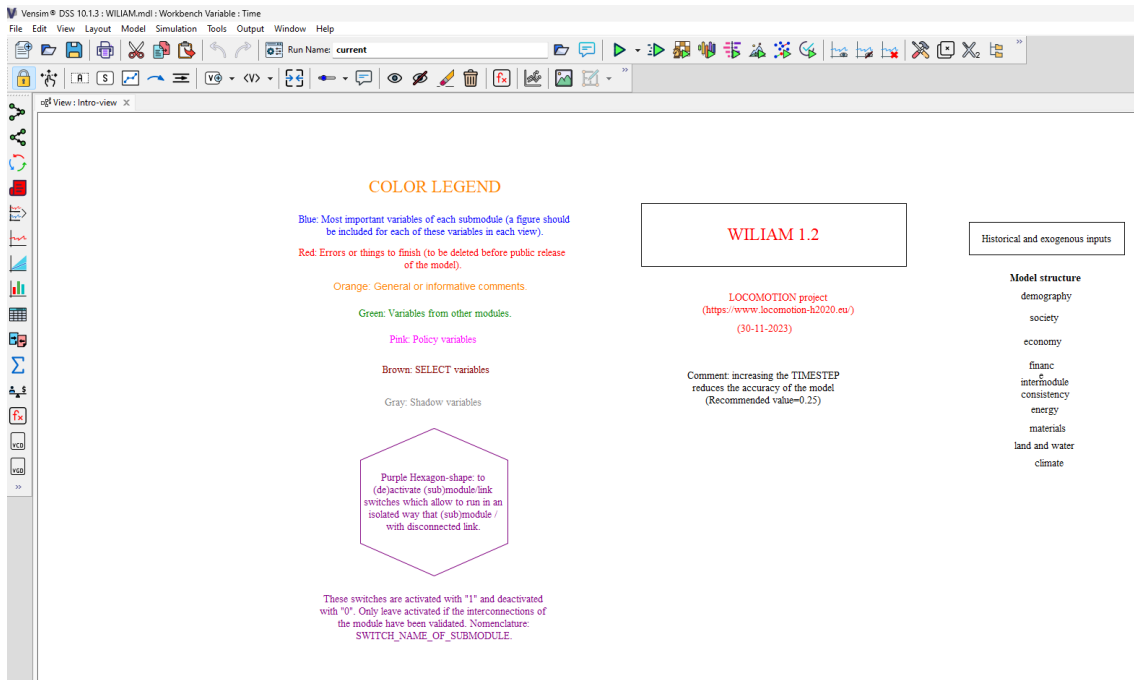 Vensim® DSS 10.1.3 : WILIAM.mdl : Workbench Variable : Time
File Edit View Layout Model Simulation Tools Output Window Help
Run Name: current
View : Intro-view X
COLOR LEGEND
Blue: Most important variables of each submodule (a figure should
be included for each of these variables in each view).
Red: Errors or things to finish (to be deleted before public release
of the model).
Orange: General or informative comments.
Green: Variables from other modules.
Pink: Policy variables
Brown: SELECT variables
Gray: Shadow variables
Purple Hexagon-shape: to
(de)activate (sub)module/link
switches which allow to run in an
isolated way that (sub)module /
with disconnected link.
These switches are activated with "1" and deactivated
with "0". Only leave activated if the interconnections of
the module have been validated. Nomenclature:
SWITCH_NAME_OF_SUBMODULE.
WILIAM 1.2
LOCOMOTION project
(https://www.locomotion-h2020.eu/)
(30-11-2023)
Comment: increasing the TIMESTEP
reduces the accuracy of the model
(Recommended value=0.25)
Historical and exogenous inputs
Model structure
demography
society
economy
financ
e
intermodule
consistency
energy
materials
land and water
climate